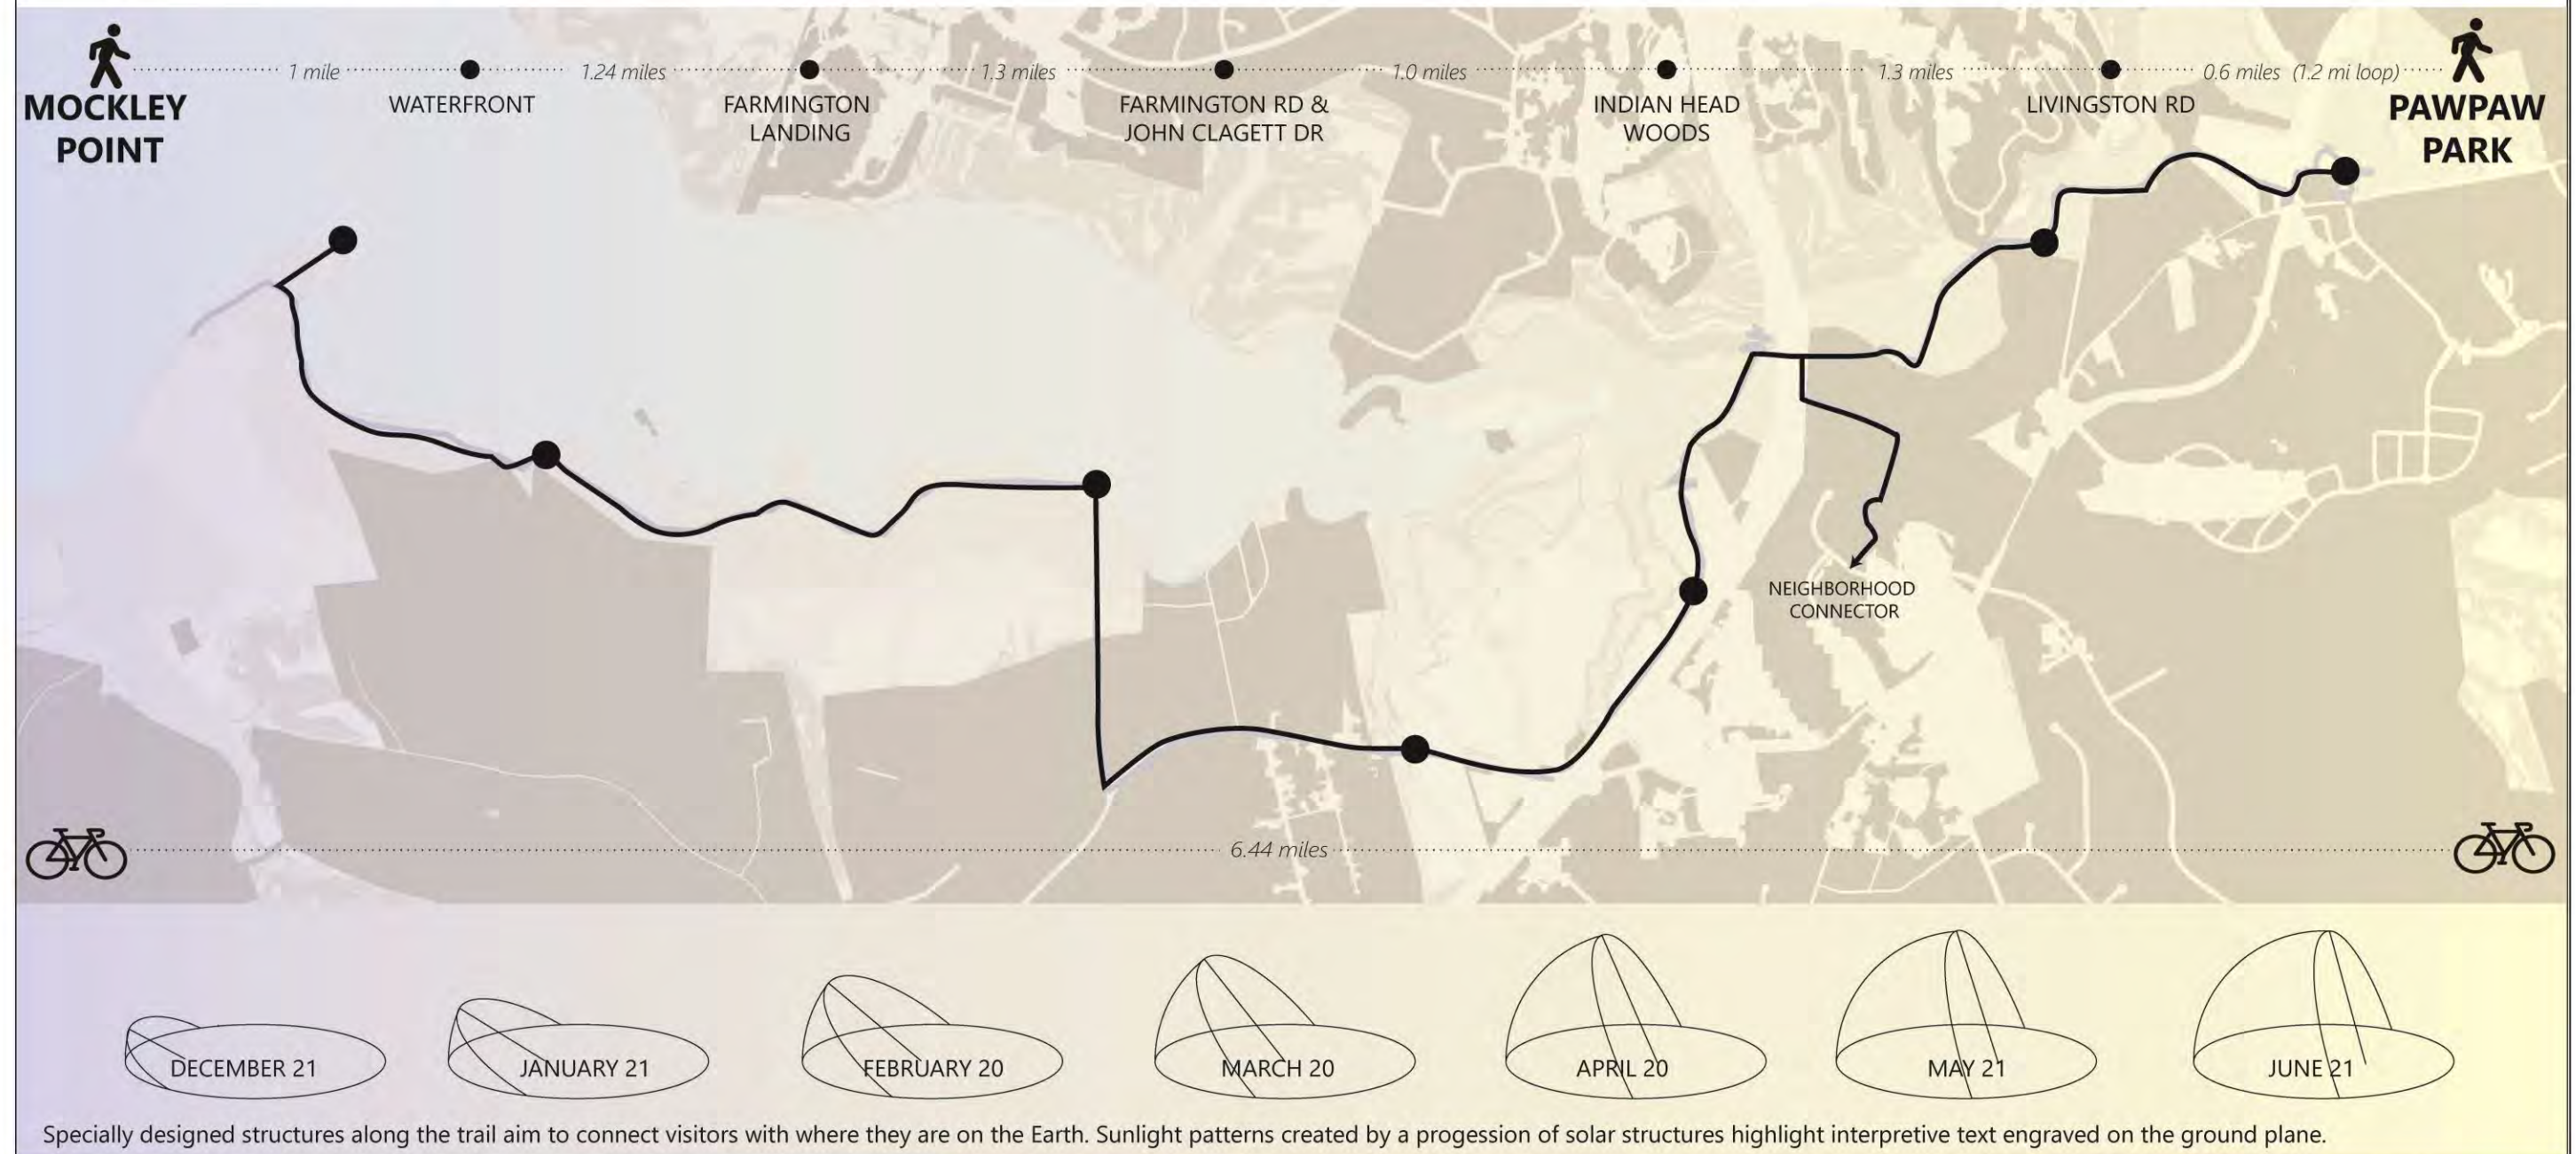 1 mile
1.24 miles
1.3 miles
1.0 miles
1.3 miles
0.6 miles (1.2 mi loop)
MOCKLEY
POINT
WATERFRONT
FARMINGTON
LANDING
FARMINGTON RD &
JOHN CLAGETT DR
INDIAN HEAD
WOODS
LIVINGSTON RD
PAWPAW
PARK
NEIGHBORHOOD
CONNECTOR
6.44 miles
DECEMBER 21
JANUARY 21
FEBRUARY 20
MARCH 20
APRIL 20
MAY 21
JUNE 21
Specially designed structures along the trail aim to connect visitors with where they are on the Earth. Sunlight patterns created by a progession of solar structures highlight interpretive text engraved on the ground plane.